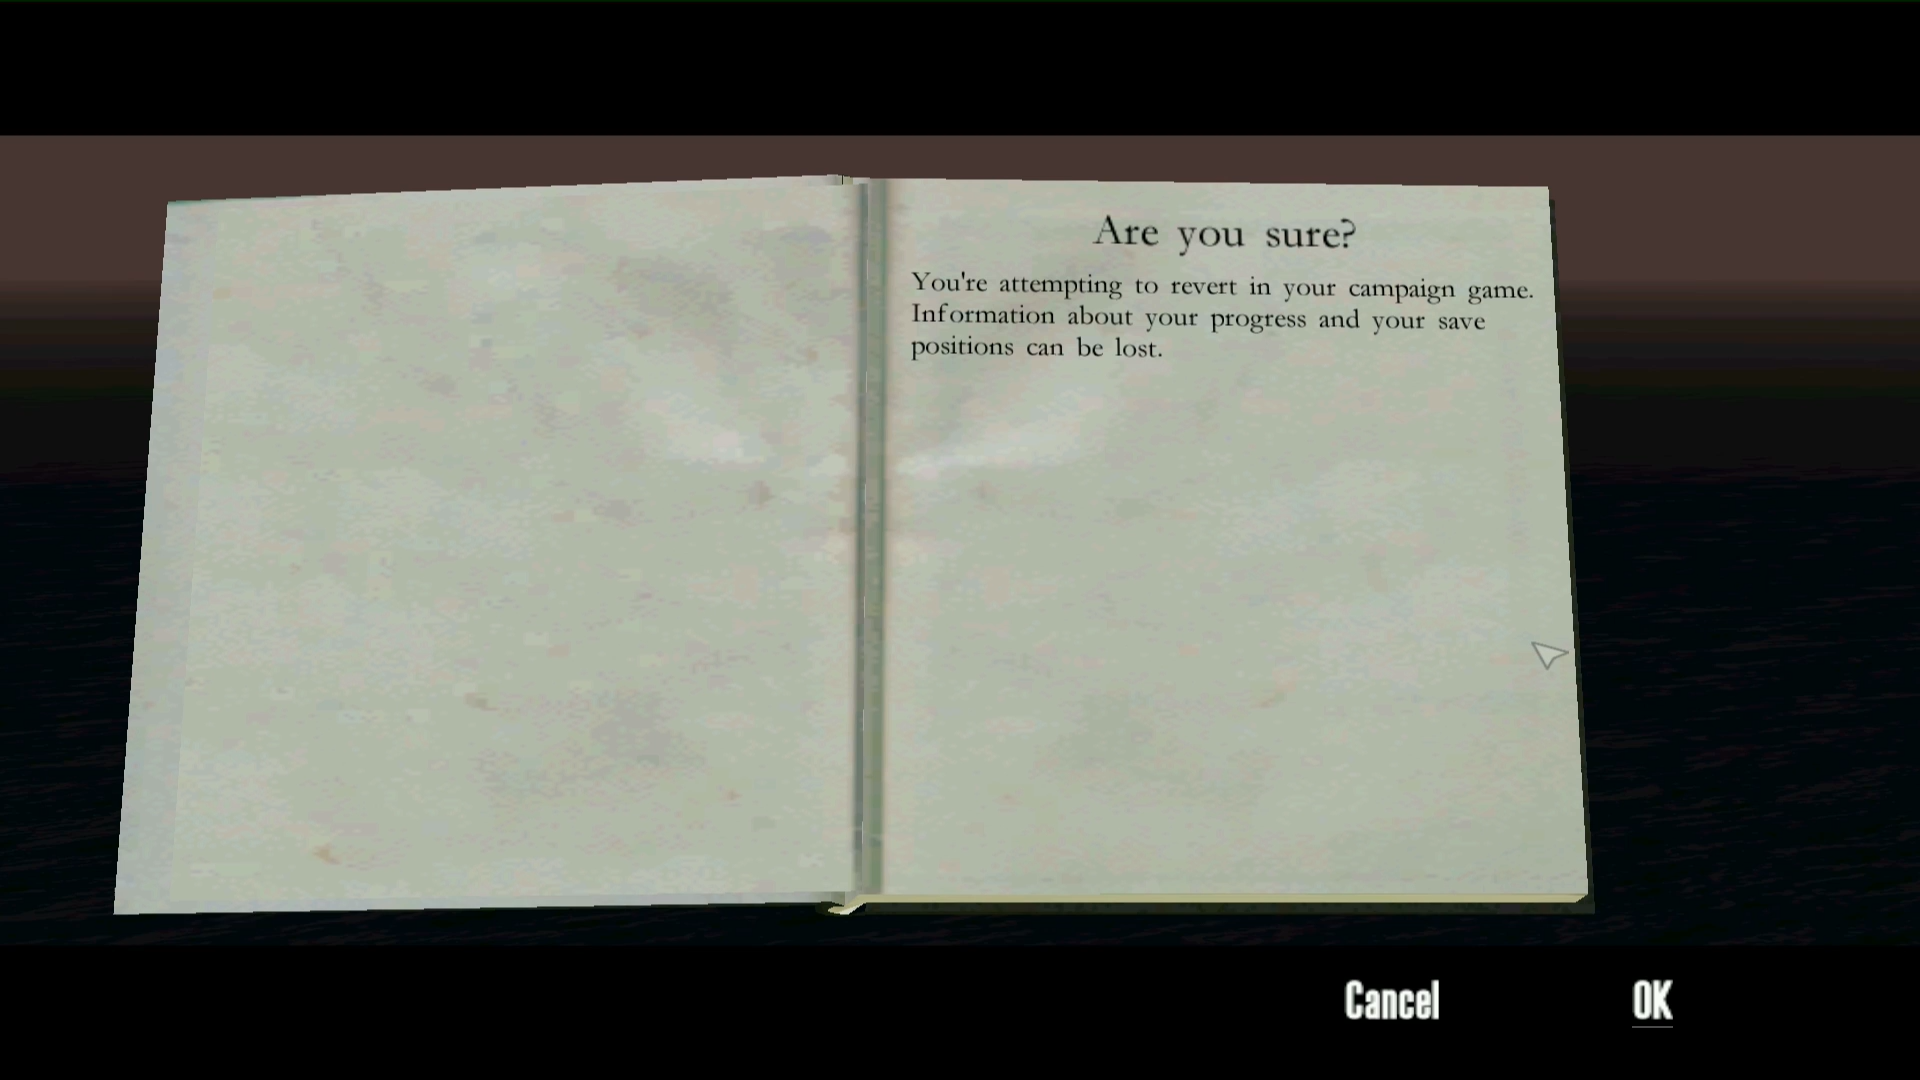 Are you sure?
You're attempting to revert in your campaign game.
Information about your progress and your save
positions can be lost.
Cancel
OK